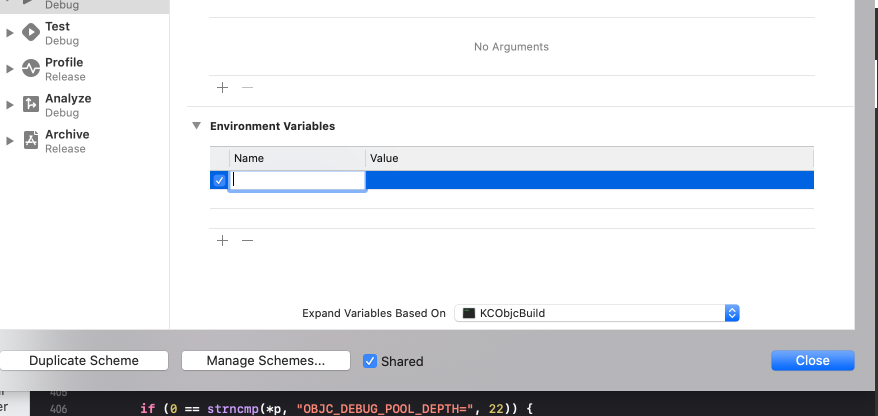 Debug
Test
Debug
Profile
Release
Analyze
Debug
Archive
Release
No Arguments
Environment Variables
Name Value
Expand Variables Based On KCObjcBuild
Duplicate Scheme Manage Schemes... Shared Close
405
er
406 if (0 == strncmp(*p, "OBJC_DEBUG_POOL_DEPTH=", 22)) {